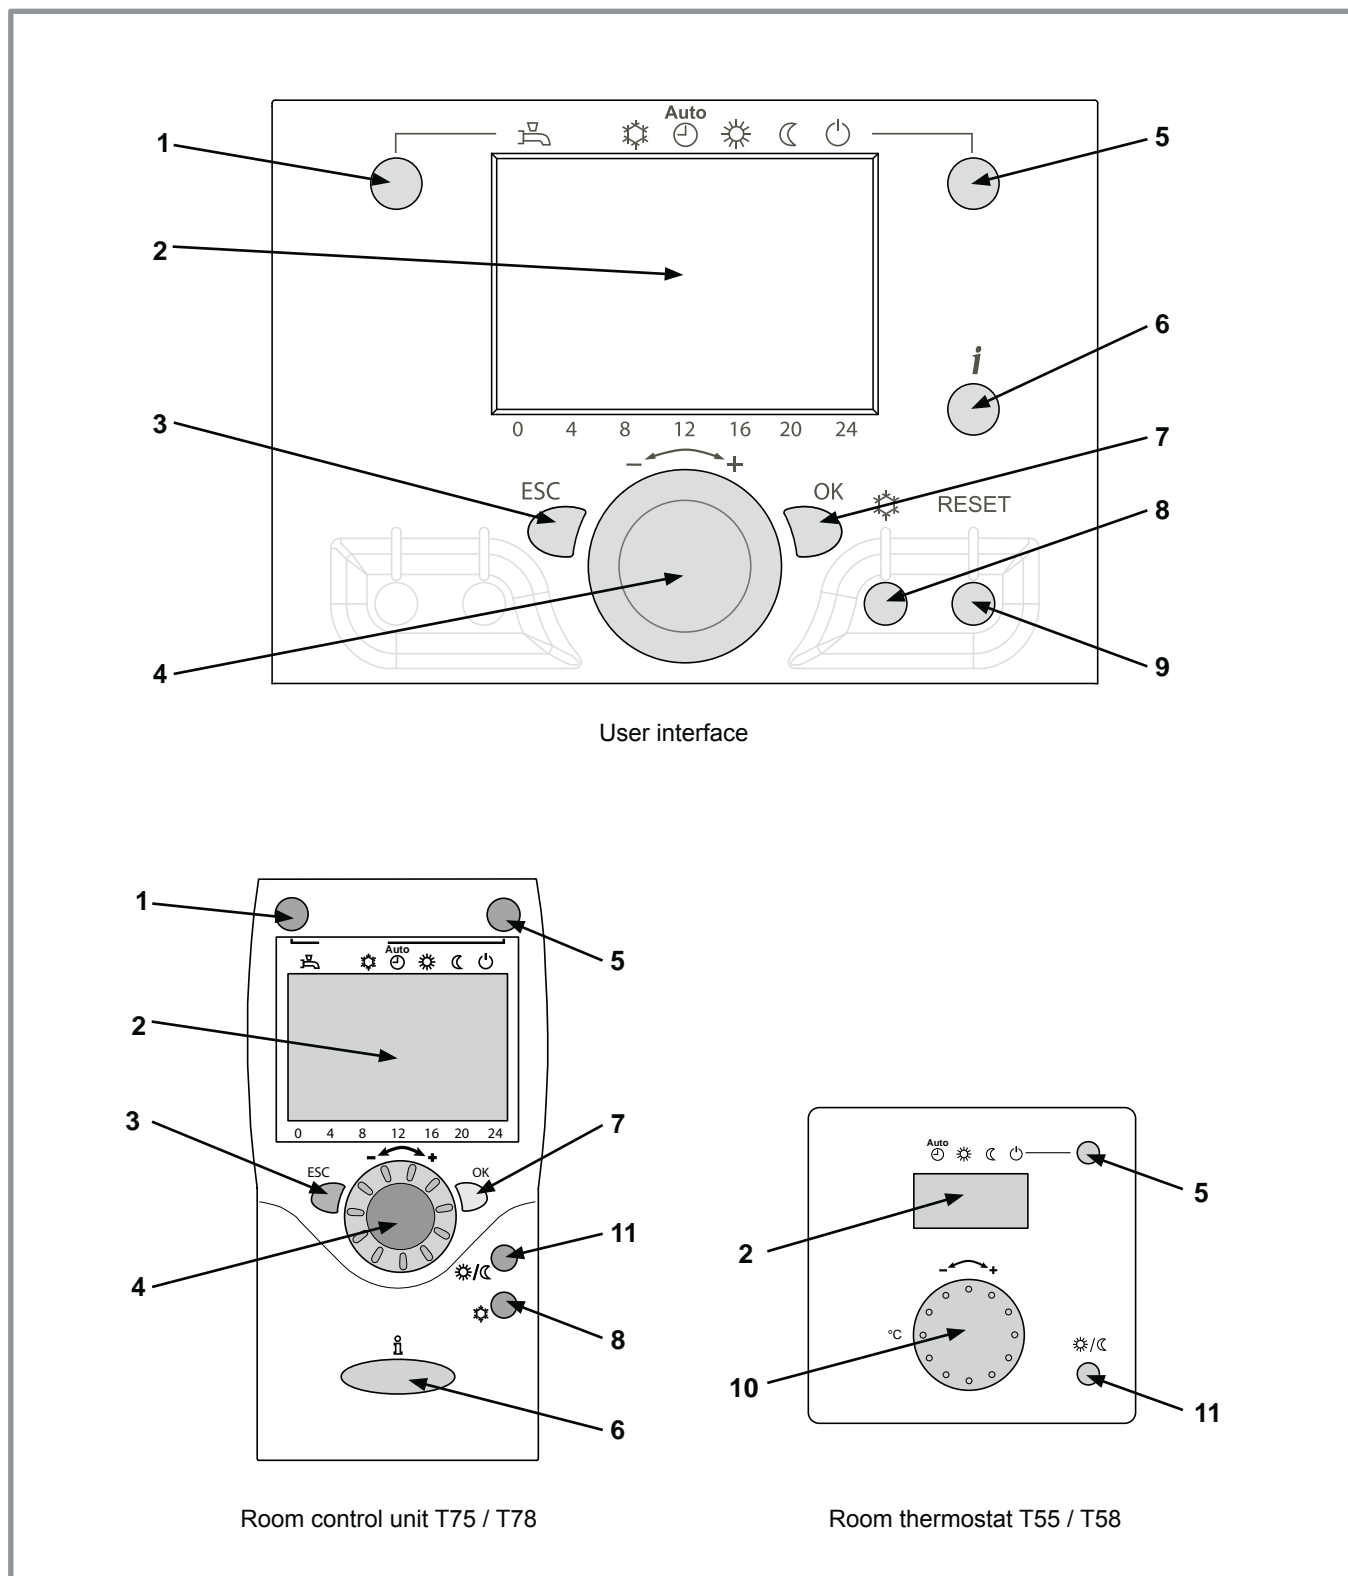 Auto
1
5
2
6
i
3
0 4 8 12 16 20 24
7
− +
ESC OK RESET
8
4
9
User interface
1
5
Auto
2
3
7
0 4 8 12 16 20 24
- +
ESC OK
11
/
4
8
i
6
Auto
5
2
- +
°C
/
10
11
Room control unit T75 / T78
Room thermostat T55 / T58